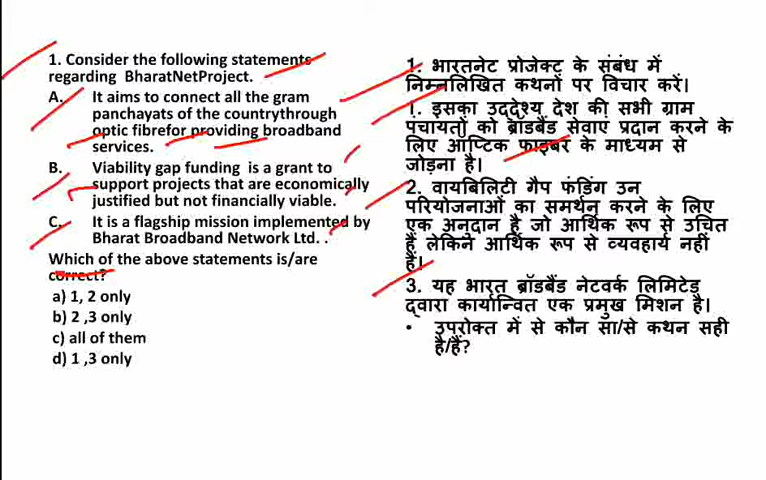 1. Consider the following statements
regarding BharatNetProject.
A. It aims to connect all the gram
panchayats of the countrythrough
optic fibrefor providing broadband
services.
B. Viability gap funding is a grant to
support projects that are economically
justified but not financially viable.
C. It is a flagship mission implemented by
Bharat Broadband Network Ltd. .
Which of the above statements is/are
correct?
a) 1, 2 only
b) 2 ,3 only
c) all of them
d) 1 ,3 only
1. भारतनेट प्रोजेक्ट के संबंध में
निम्नलिखित कथनों पर विचार करें।
1. इसका उद्देश्य देश की सभी ग्राम
पंचायतों को ब्रॉडबैंड सेवाएं प्रदान करने के
लिए ऑप्टिक फाइबर के माध्यम से
जोड़ना है।
2. वायबिलिटी गैप फंडिंग उन
परियोजनाओं का समर्थन करने के लिए
एक अनुदान है जो आर्थिक रूप से उचित
हैं लेकिन आर्थिक रूप से व्यवहार्य नहीं
हैं।
3. यह भारत ब्रॉडबैंड नेटवर्क लिमिटेड
द्वारा कार्यान्वित एक प्रमुख मिशन है।
• उपरोक्त में से कौन सा/से कथन सही
है/हैं?